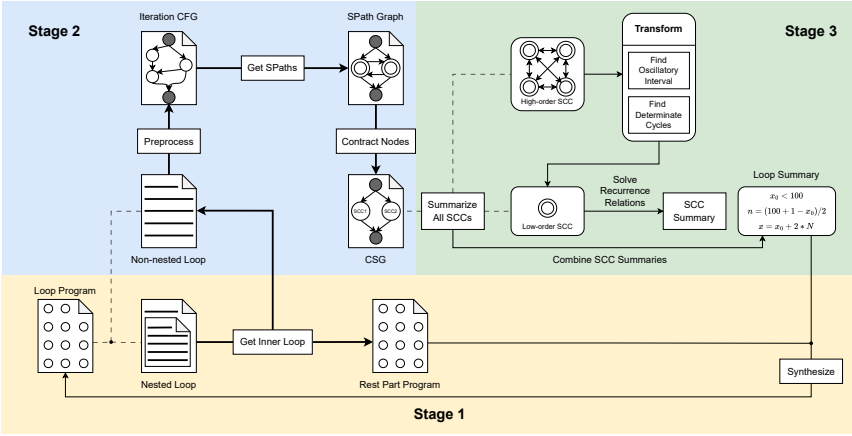 Stage 2
Iteration CFG
Get SPaths
SPath Graph
Preprocess
Contract Nodes
Non-nested Loop
SCC1
SCC2
CSG
Stage 3
High-order SCC
Transform
Find
Oscillatory
Interval
Find
Determinate
Cycles
Summarize
All SCCs
Low-order SCC
Solve
Recurrence
Relations
SCC
Summary
Loop Summary
x₀ < 100
n = (100 + 1 − x₀)/2
x = x₀ + 2 * N
Combine SCC Summaries
Loop Program
Nested Loop
Get Inner Loop
Rest Part Program
Synthesize
Stage 1